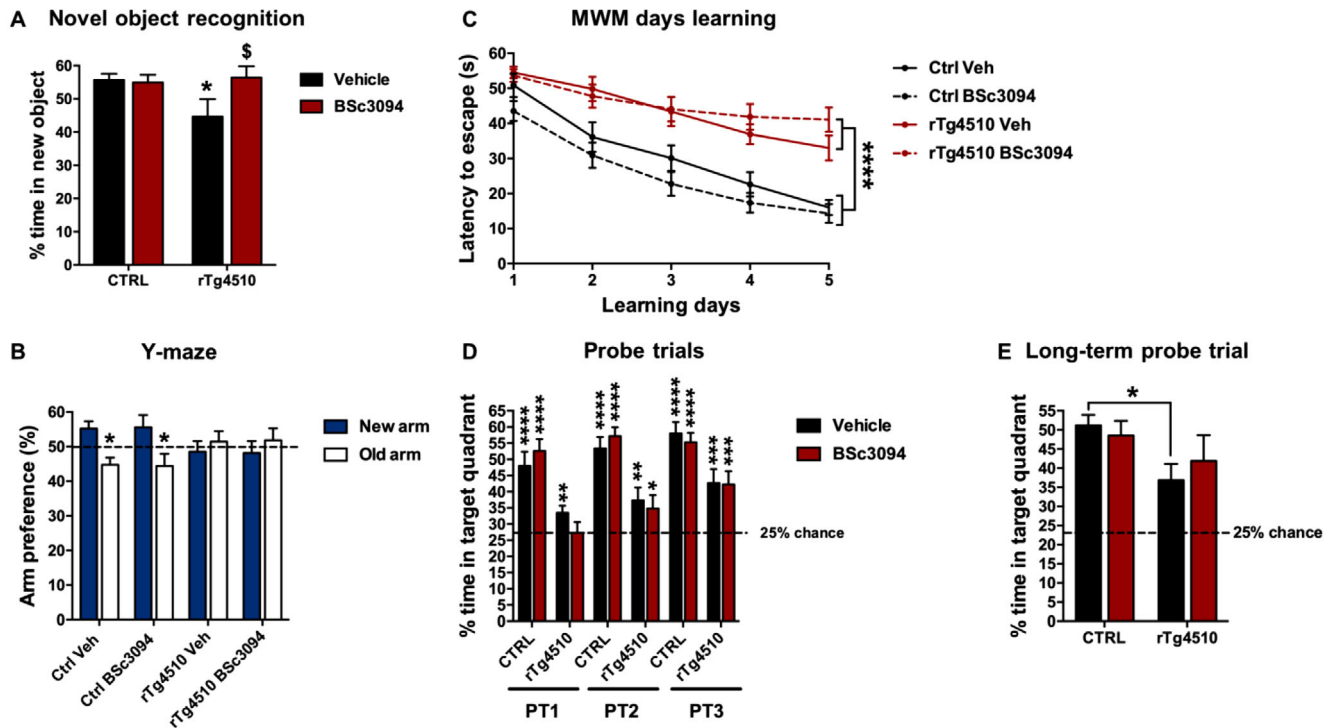 A Novel object recognition
% time in new object
60
50
40
30
20
10
0
*
$
CTRL
rTg4510
Vehicle
BSc3094
C MWM days learning
Latency to escape (s)
60
50
40
30
20
10
0
1
2
3
4
5
Learning days
****
Ctrl Veh
Ctrl BSc3094
rTg4510 Veh
rTg4510 BSc3094
B Y-maze
Arm preference (%)
60
50
40
30
20
10
0
*
*
Ctrl Veh
Ctrl BSc3094
rTg4510 Veh
rTg4510 BSc3094
New arm
Old arm
D Probe trials
% time in target quadrant
65
60
55
50
45
40
35
30
25
20
15
10
5
0
****
****
**
****
****
**
*
****
****
***
***
CTRL
rTg4510
CTRL
rTg4510
CTRL
rTg4510
PT1
PT2
PT3
Vehicle
BSc3094
25% chance
E Long-term probe trial
% time in target quadrant
55
50
45
40
35
30
25
20
15
10
5
0
*
CTRL
rTg4510
25% chance